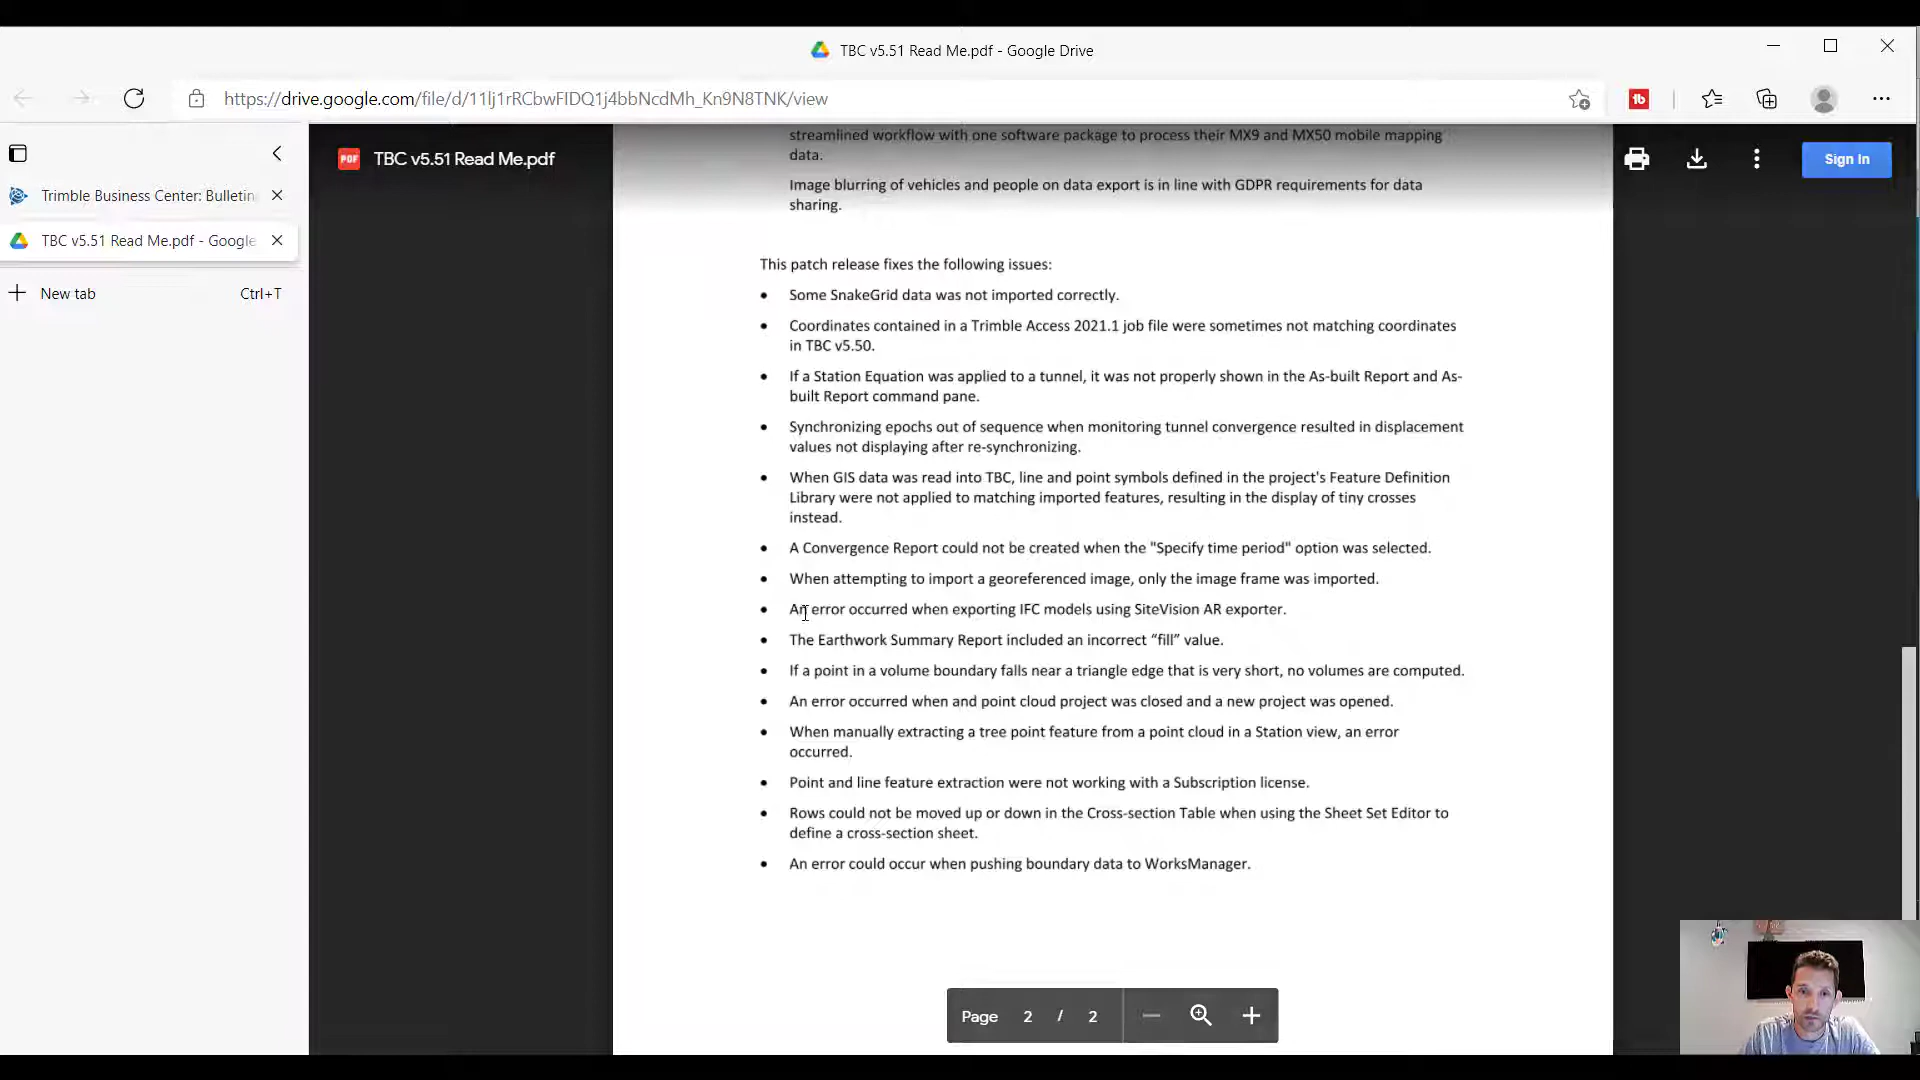 TBC v5.51 Read Me.pdf - Google Drive
https://drive.google.com/file/d/11lj1rRCbwFIDQ1j4bbNcdMh_Kn9N8TNK/view
Trimble Business Center: Bulletin
TBC v5.51 Read Me.pdf - Google
New tab Ctrl+T
PDF TBC v5.51 Read Me.pdf
Sign In
streamlined workflow with one software package to process their MX9 and MX50 mobile mapping
data.
Image blurring of vehicles and people on data export is in line with GDPR requirements for data
sharing.
This patch release fixes the following issues:
• Some SnakeGrid data was not imported correctly.
• Coordinates contained in a Trimble Access 2021.1 job file were sometimes not matching coordinates
in TBC v5.50.
• If a Station Equation was applied to a tunnel, it was not properly shown in the As-built Report and As-
built Report command pane.
• Synchronizing epochs out of sequence when monitoring tunnel convergence resulted in displacement
values not displaying after re-synchronizing.
• When GIS data was read into TBC, line and point symbols defined in the project's Feature Definition
Library were not applied to matching imported features, resulting in the display of tiny crosses
instead.
• A Convergence Report could not be created when the "Specify time period" option was selected.
• When attempting to import a georeferenced image, only the image frame was imported.
• An error occurred when exporting IFC models using SiteVision AR exporter.
• The Earthwork Summary Report included an incorrect “fill” value.
• If a point in a volume boundary falls near a triangle edge that is very short, no volumes are computed.
• An error occurred when and point cloud project was closed and a new project was opened.
• When manually extracting a tree point feature from a point cloud in a Station view, an error
occurred.
• Point and line feature extraction were not working with a Subscription license.
• Rows could not be moved up or down in the Cross-section Table when using the Sheet Set Editor to
define a cross-section sheet.
• An error could occur when pushing boundary data to WorksManager.
Page 2 / 2